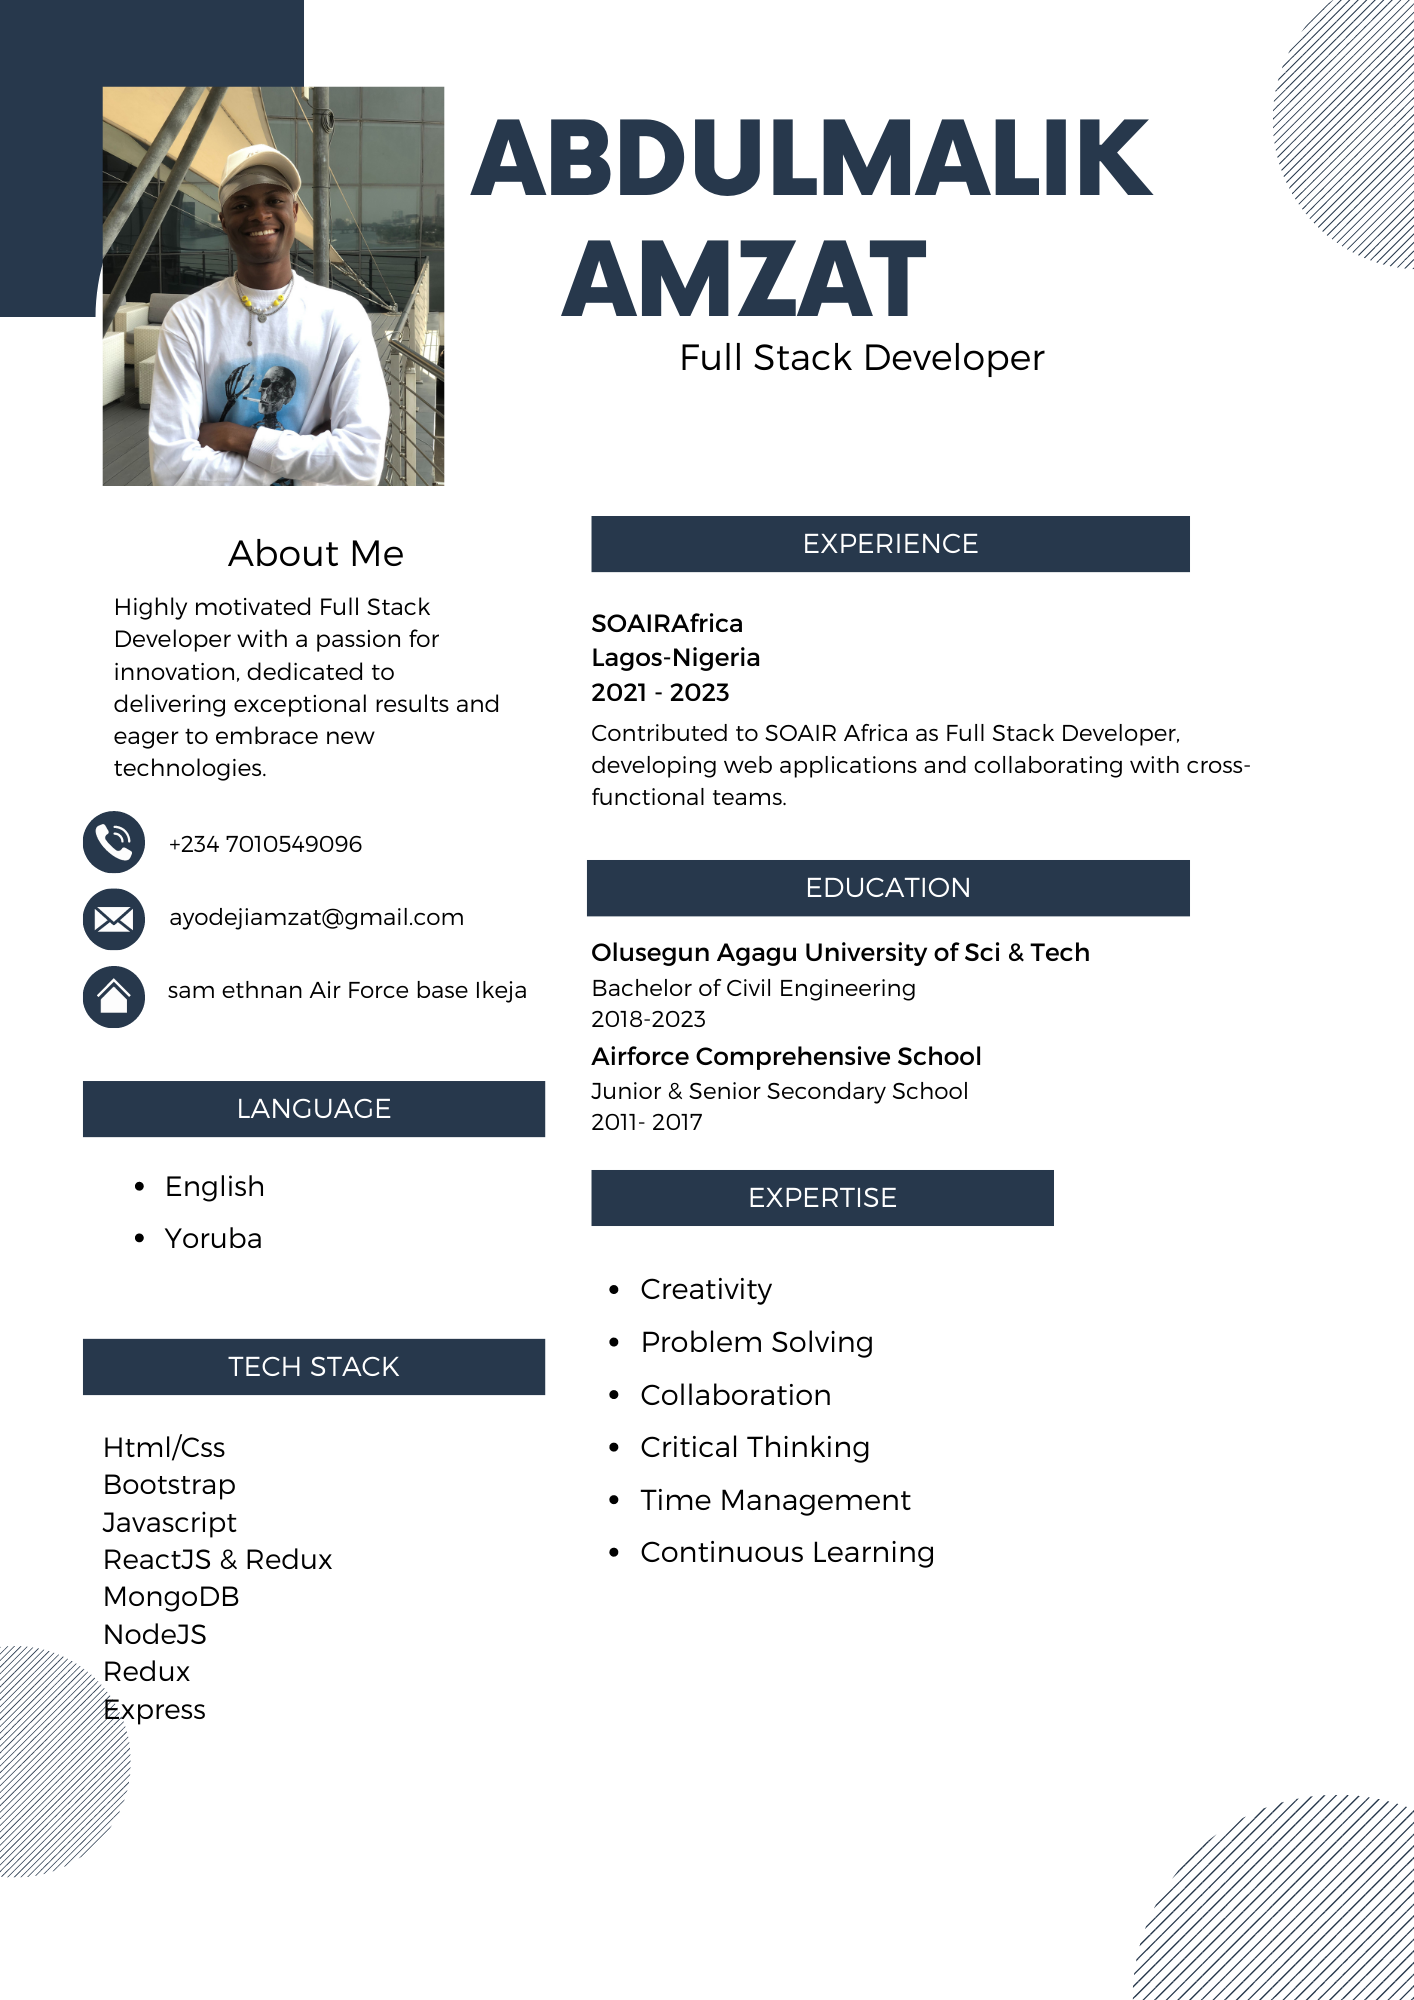 ABDULMALIK
AMZAT
Full Stack Developer
About Me
Highly motivated Full Stack
Developer with a passion for
innovation, dedicated to
delivering exceptional results and
eager to embrace new
technologies.
+234 7010549096
ayodejiamzat@gmail.com
sam ethnan Air Force base Ikeja
LANGUAGE
• English
• Yoruba
TECH STACK
Html/Css
Bootstrap
Javascript
ReactJS & Redux
MongoDB
NodeJS
Redux
Express
EXPERIENCE
SOAIRAfrica
Lagos-Nigeria
2021 - 2023
Contributed to SOAIR Africa as Full Stack Developer,
developing web applications and collaborating with cross-
functional teams.
EDUCATION
Olusegun Agagu University of Sci & Tech
Bachelor of Civil Engineering
2018-2023
Airforce Comprehensive School
Junior & Senior Secondary School
2011- 2017
EXPERTISE
• Creativity
• Problem Solving
• Collaboration
• Critical Thinking
• Time Management
• Continuous Learning